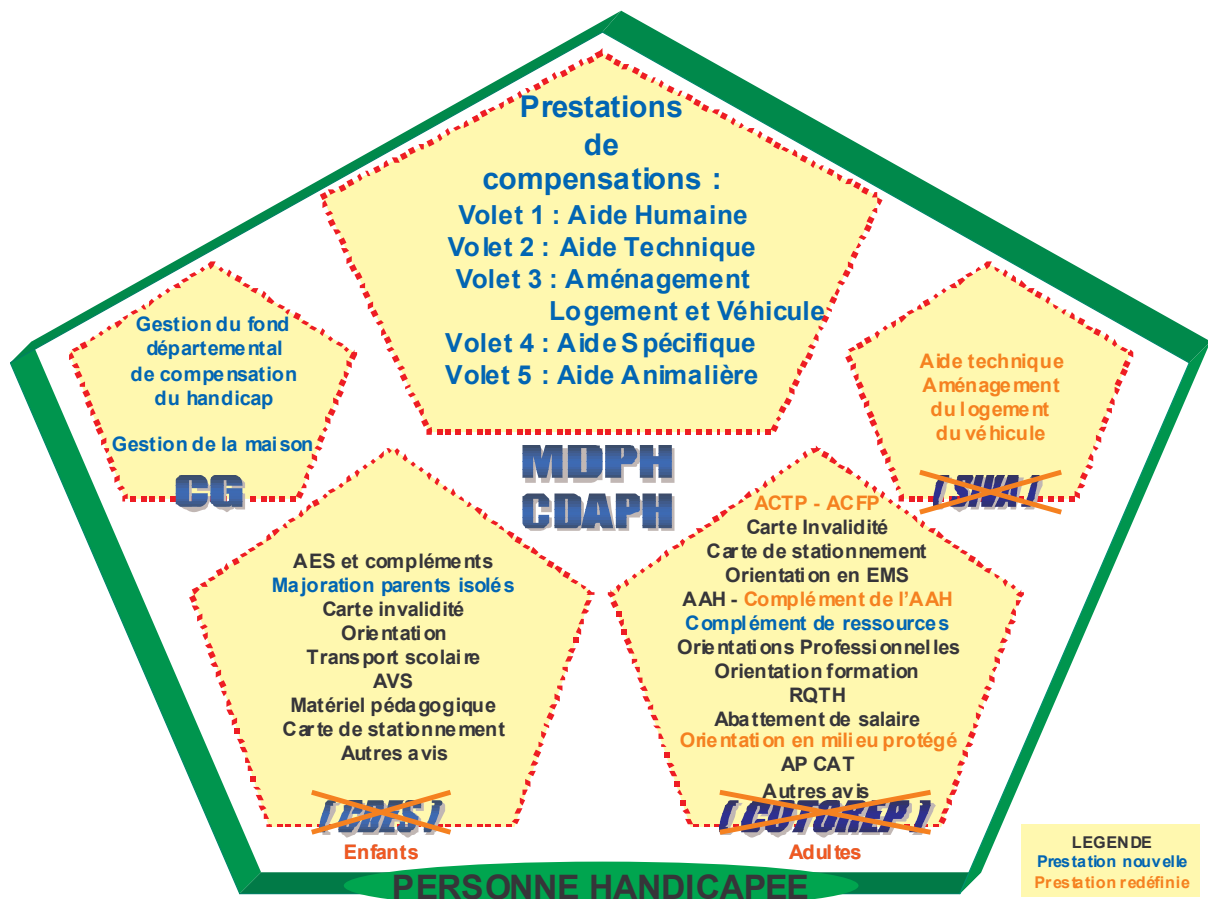 Prestations
de
compensations :
Volet 1 : Aide Humaine
Volet 2 : Aide Technique
Volet 3 : Aménagement
Logement et Véhicule
Volet 4 : Aide Spécifique
Volet 5 : Aide Animalière
Gestion du fond
départemental
de compensation
du handicap
Gestion de la maison
CG
Aide technique
Aménagement
du logement
du véhicule
( SIVA )
MDPH
CDAPH
AES et compléments
Majoration parents isolés
Carte invalidité
Orientation
Transport scolaire
AVS
Matériel pédagogique
Carte de stationnement
Autres avis
( CDES )
Enfants
ACTP - ACFP
Carte Invalidité
Carte de stationnement
Orientation en EMS
AAH - Complément de l'AAH
Complément de ressources
Orientations Professionnelles
Orientation formation
RQTH
Abattement de salaire
Orientation en milieu protégé
AP CAT
Autres avis
( COTOREP )
Adultes
PERSONNE HANDICAPEE
LEGENDE
Prestation nouvelle
Prestation redéfinie